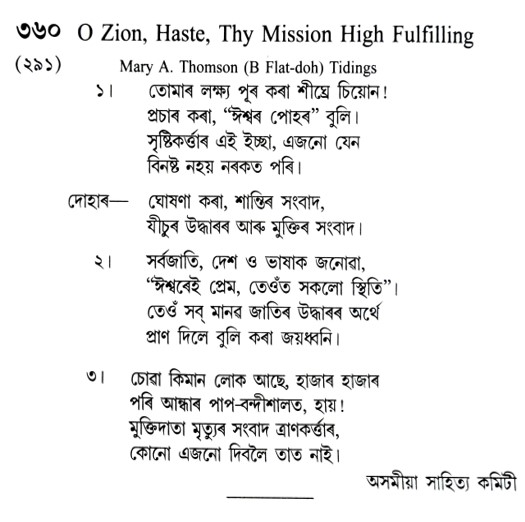 ৩৬০ O Zion, Haste, Thy Mission High Fulfilling
(২৯১) Mary A. Thomson (B Flat-doh) Tidings
১। তোমাৰ লক্ষ্য পূৰ কৰা শীঘ্ৰে চিয়োন!
প্ৰচাৰ কৰা, “ঈশ্বৰ পোহৰ” বুলি।
সৃষ্টিকৰ্ত্তাৰ এই ইচ্ছা, এজনো যেন
বিনষ্ট নহয় নৰকত পৰি।
দোহাৰ— ঘোষণা কৰা, শান্তিৰ সংবাদ,
যীচুৰ উদ্ধাৰৰ আৰু মুক্তিৰ সংবাদ।
২। সৰ্বজাতি, দেশ ও ভাষাক জনোৱা,
“ঈশ্বৰেই প্ৰেম, তেওঁত সকলো স্থিতি”।
তেওঁ সব্ মানৱ জাতিৰ উদ্ধাৰৰ অৰ্থে
প্ৰাণ দিলে বুলি কৰা জয়ধ্বনি।
৩। চোৱা কিমান লোক আছে, হাজাৰ হাজাৰ
পৰি আন্ধাৰ পাপ-বন্দীশালত, হায়!
মুক্তিদাতা মৃত্যুৰ সংবাদ ত্ৰাণকৰ্ত্তাৰ,
কোনো এজনো দিবলৈ তাত নাই।
অসমীয়া সাহিত্য কমিটী